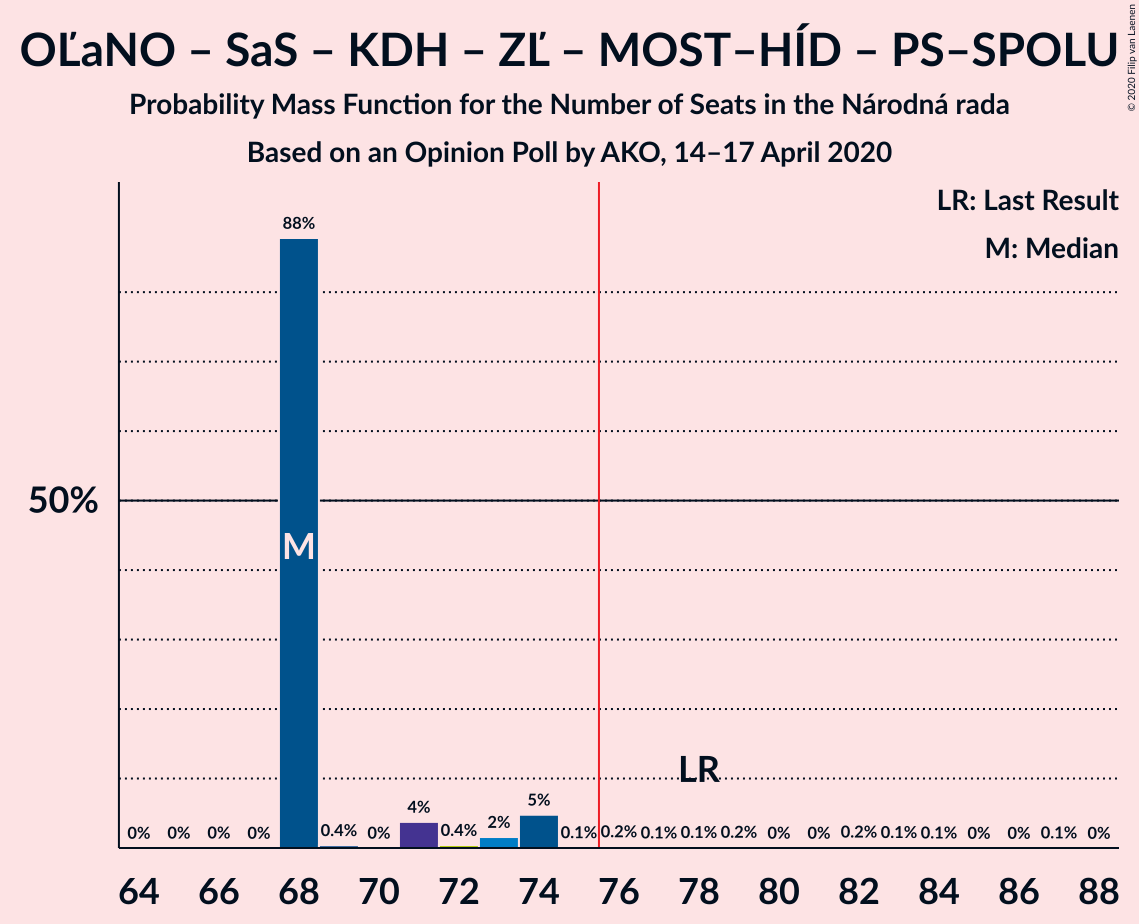 OĽaNO – SaS – KDH – ZĽ – MOST–HÍD – PS–SPOLU
Probability Mass Function for the Number of Seats in the Národná rada
Based on an Opinion Poll by AKO, 14–17 April 2020
© 2020 Filip van Laenen
LR: Last Result
M: Median
88%
50%
M
LR
0% 0% 0% 0% 0.4% 0% 4% 0.4% 2% 5% 0.1% 0.2% 0.1% 0.1% 0.2% 0% 0% 0.2% 0.1% 0.1% 0% 0% 0.1% 0%
64 66 68 70 72 74 76 78 80 82 84 86 88